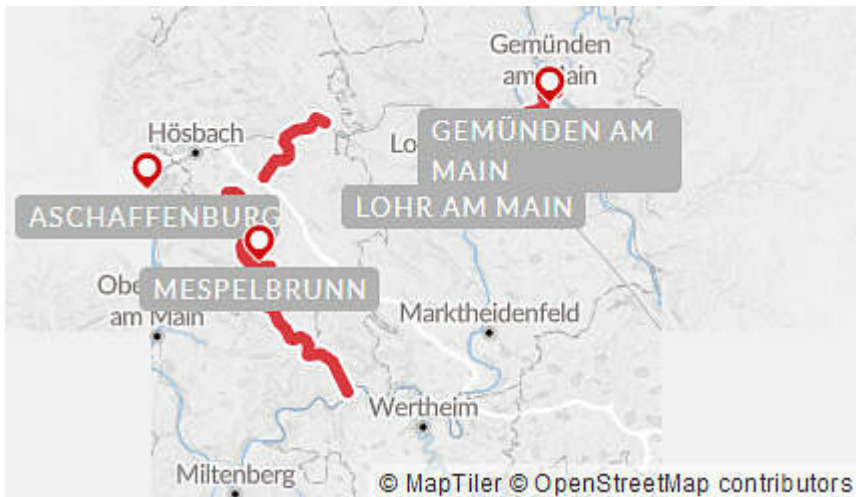 Gemünden
am Main
Hösbach
Lo
GEMÜNDEN AM
MAIN
ASCHAFFENBURG
LOHR AM MAIN
Obe
MESPELBRUNN
am Main
Marktheidenfeld
Wertheim
Miltenberg
© MapTiler © OpenStreetMap contributors